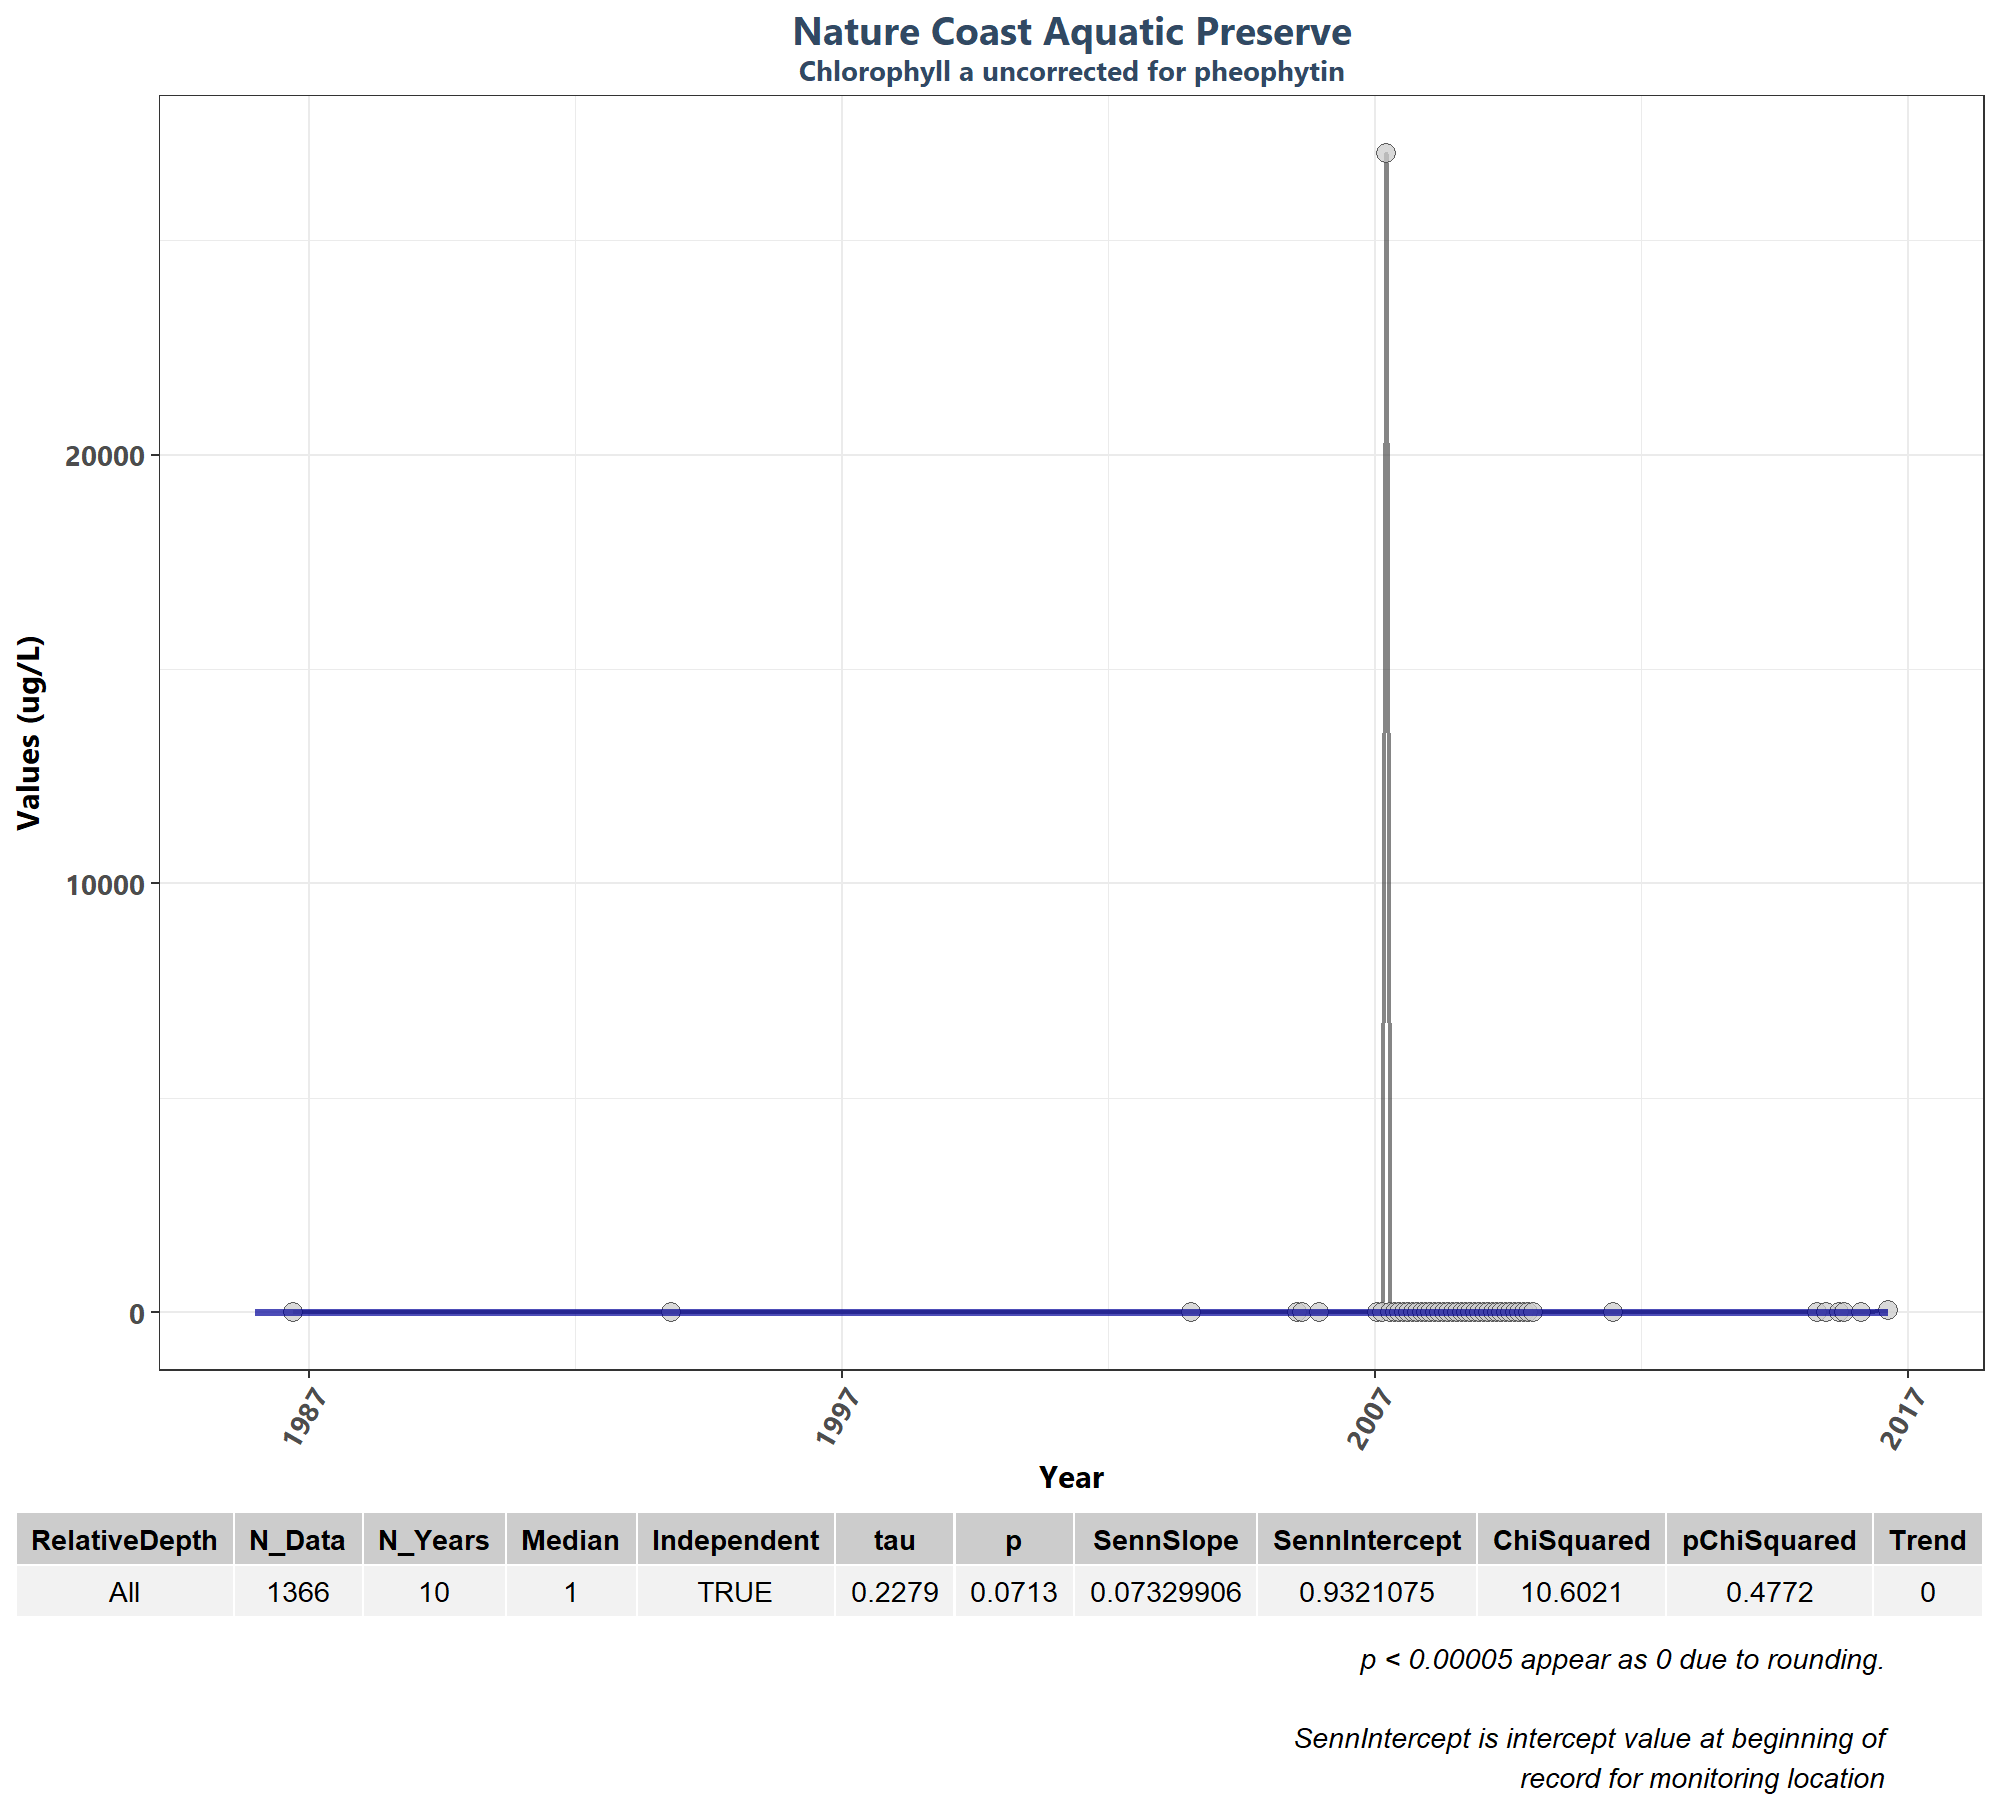 Nature Coast Aquatic Preserve
Chlorophyll a uncorrected for pheophytin
Values (ug/L)
20000
10000
0
1987
1997
2007
2017
Year
RelativeDepth N_Data N_Years Median Independent tau p SennSlope SennIntercept ChiSquared pChiSquared Trend
All 1366 10 1 TRUE 0.2279 0.0713 0.07329906 0.9321075 10.6021 0.4772 0
p < 0.00005 appear as 0 due to rounding.
SennIntercept is intercept value at beginning of
record for monitoring location